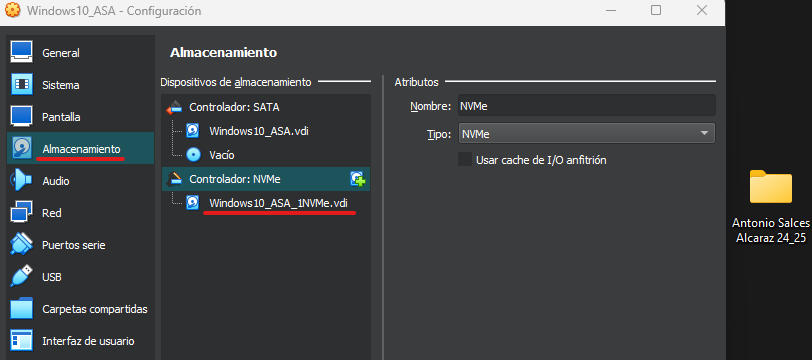 Windows10_ASA - Configuración
General
Sistema
Pantalla
Almacenamiento
Audio
Red
Puertos serie
USB
Carpetas compartidas
Interfaz de usuario
Almacenamiento
Dispositivos de almacenamiento
Controlador: SATA
Windows10_ASA.vdi
Vacío
Controlador: NVMe
Windows10_ASA_1NVMe.vdi
Atributos
Nombre: NVMe
Tipo: NVMe
Usar cache de I/O anfitrión
Antonio Salces
Alcaraz 24_25